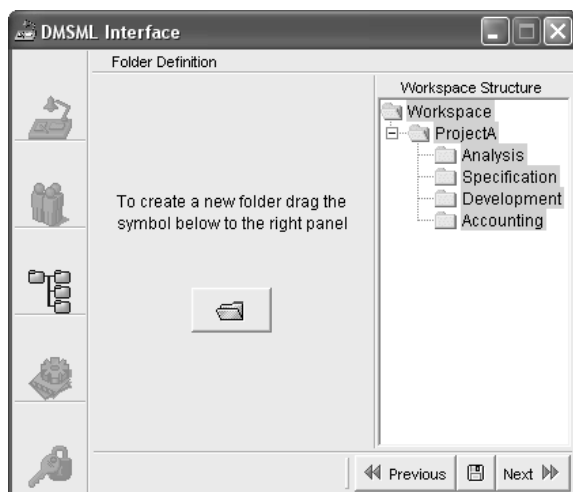 DMSML Interface
Folder Definition
Workspace Structure
Workspace
ProjectA
Analysis
Specification
Development
Accounting
To create a new folder drag the
symbol below to the right panel
Previous
Next